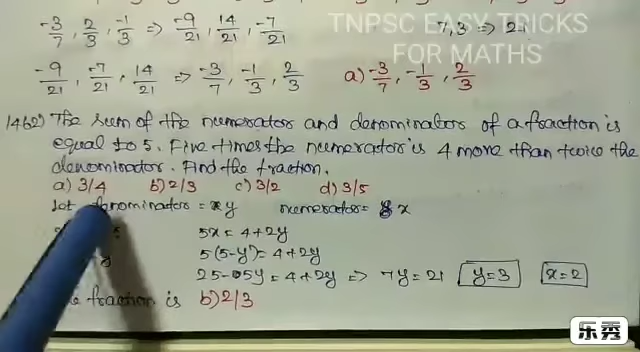 -3/7, 2/3, -1/3 => -9/21, 14/21, -7/21 7,3 => 21
TNPSC EASY TRICKS
FOR MATHS
-9/21, -7/21, 14/21 => -3/7, -1/3, 2/3 a) -3/7, -1/3, 2/3
1462) The sum of the numerator and denominator of a fraction is
equal to 5. Five times the numerator is 4 more than twice the
denominator. Find the fraction.
a) 3/4 b) 2/3 c) 3/2 d) 3/5
let denominator = y numerator = x
5 5x = 4+2y
5(5-y) = 4+2y
25-5y = 4+2y => 7y = 21 y=3 x=2
fraction is b) 2/3
乐秀